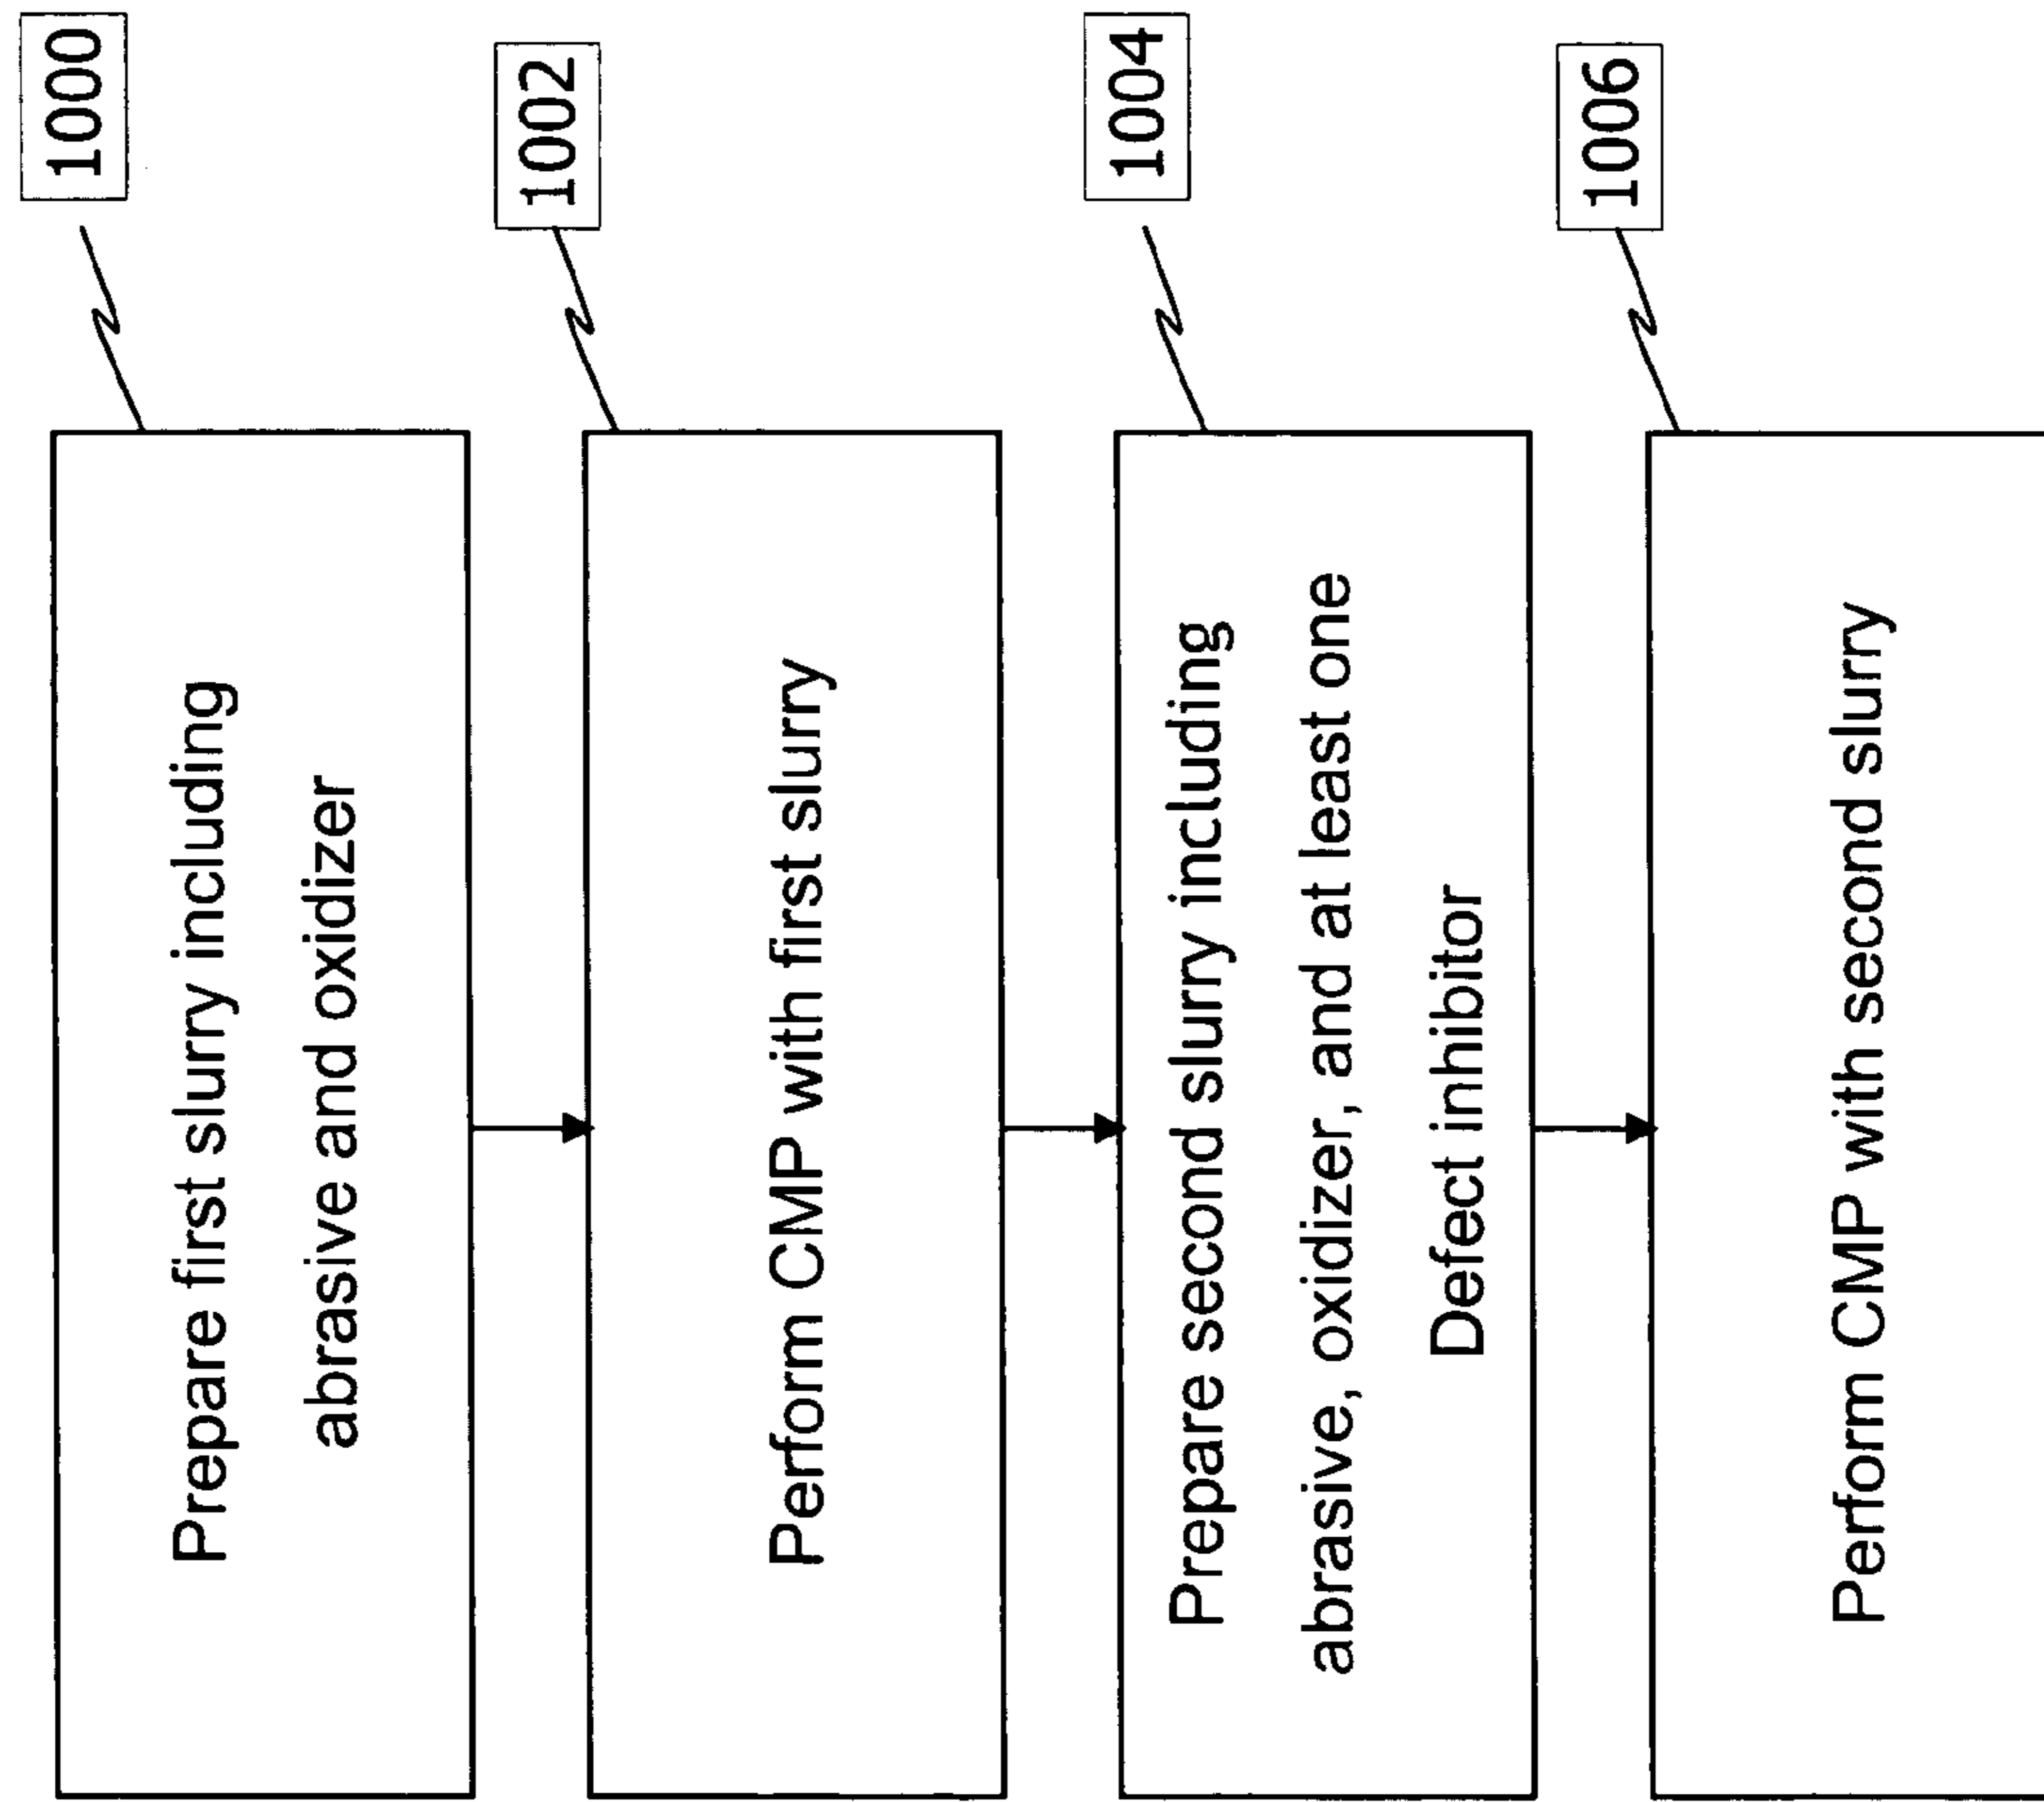 1000
Prepare first slurry including
abrasive and oxidizer
1002
Perform CMP with first slurry
1004
Prepare second slurry including
abrasive, oxidizer, and at least one
Defect inhibitor
1006
Perform CMP with second slurry